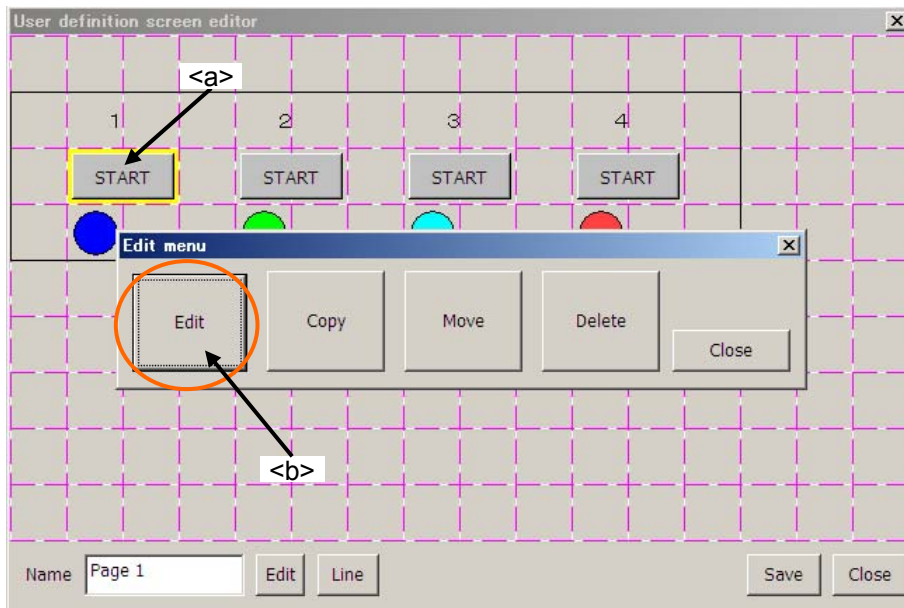 User definition screen editor
<a>
1 2 3 4
START START START START
Edit menu
Edit Copy Move Delete Close
<b>
Name Page 1 Edit Line Save Close